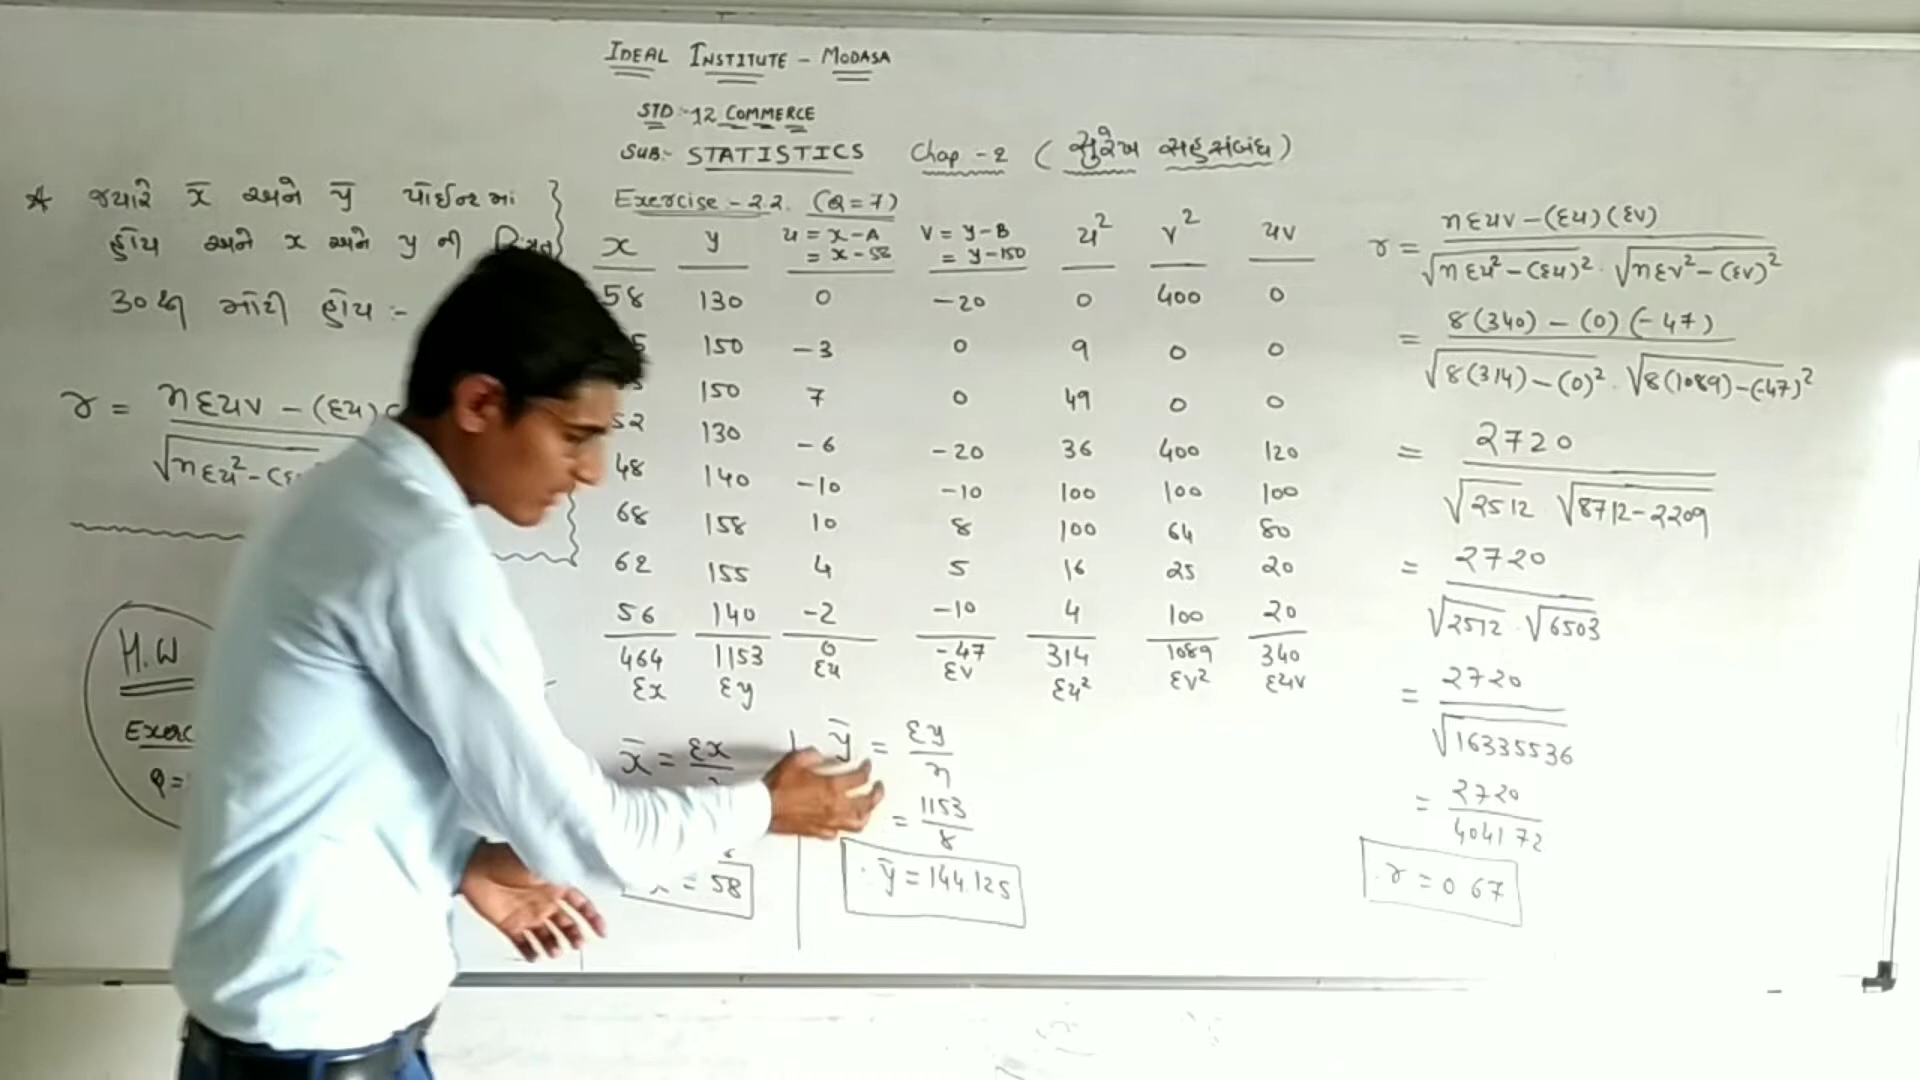 IDEAL INSTITUTE - MODASA
STD :- 12 COMMERCE
SUB:- STATISTICS Chap - 2 ( સુરેખ સહસંબંધ )
* જયારે x̄ અને ȳ પોઈન્ટમાં
હોય અને x અને y ની કિંમત
30થી મોટી હોય :-
r = nΣuv - (Σu)
√nΣu² - (Σ
H.W
Exerc
Q =
Exercise - 2.2. (Q = 7)
x y u = x - A v = y - B u² v² uv
= x - 58 = y - 150
58 130 0 -20 0 400 0
5 150 -3 0 9 0 0
5 150 7 0 49 0 0
52 130 -6 -20 36 400 120
48 140 -10 -10 100 100 100
68 158 10 8 100 64 80
62 155 4 5 16 25 20
56 140 -2 -10 4 100 20
464 1153 0 -47 314 1089 340
Σx Σy Σu Σv Σu² Σv² Σuv
x̄ = Σx
= 58
ȳ = Σy / n
= 1153 / 8
ȳ = 144.125
r = nΣuv - (Σu)(Σv) / √nΣu² - (Σu)² · √nΣv² - (Σv)²
= 8(340) - (0)(-47) / √8(314) - (0)² · √8(1089) - (-47)²
= 2720 / √2512 √8712 - 2209
= 2720 / √2512 · √6503
= 2720 / √16335536
= 2720 / 4041 72
r = 0 67